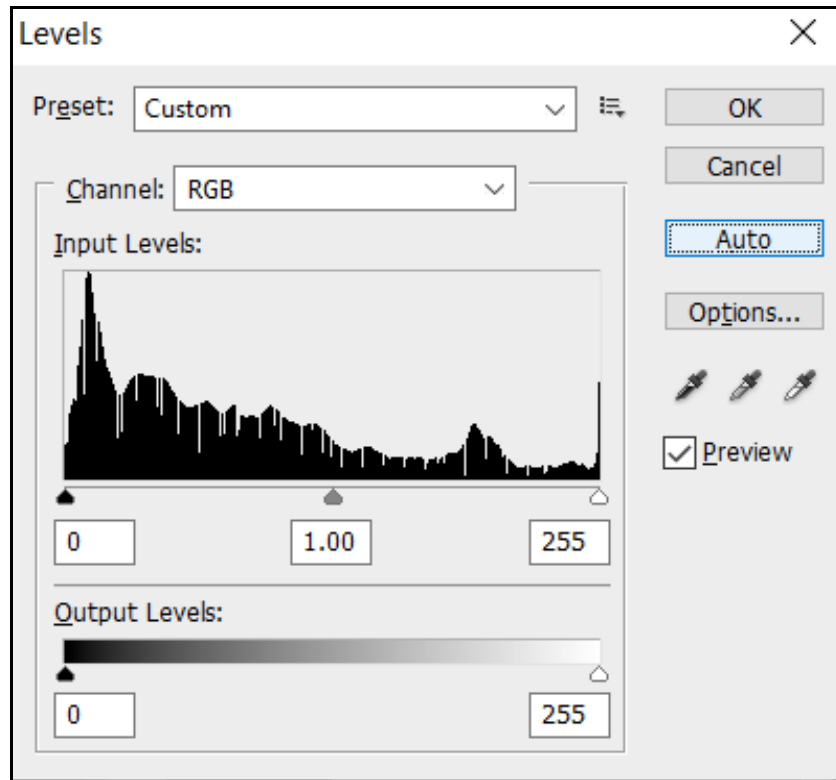 Levels
Preset: Custom
OK
Cancel
Channel: RGB
Auto
Input Levels:
Options...
Preview
0 1.00 255
Output Levels:
0 255